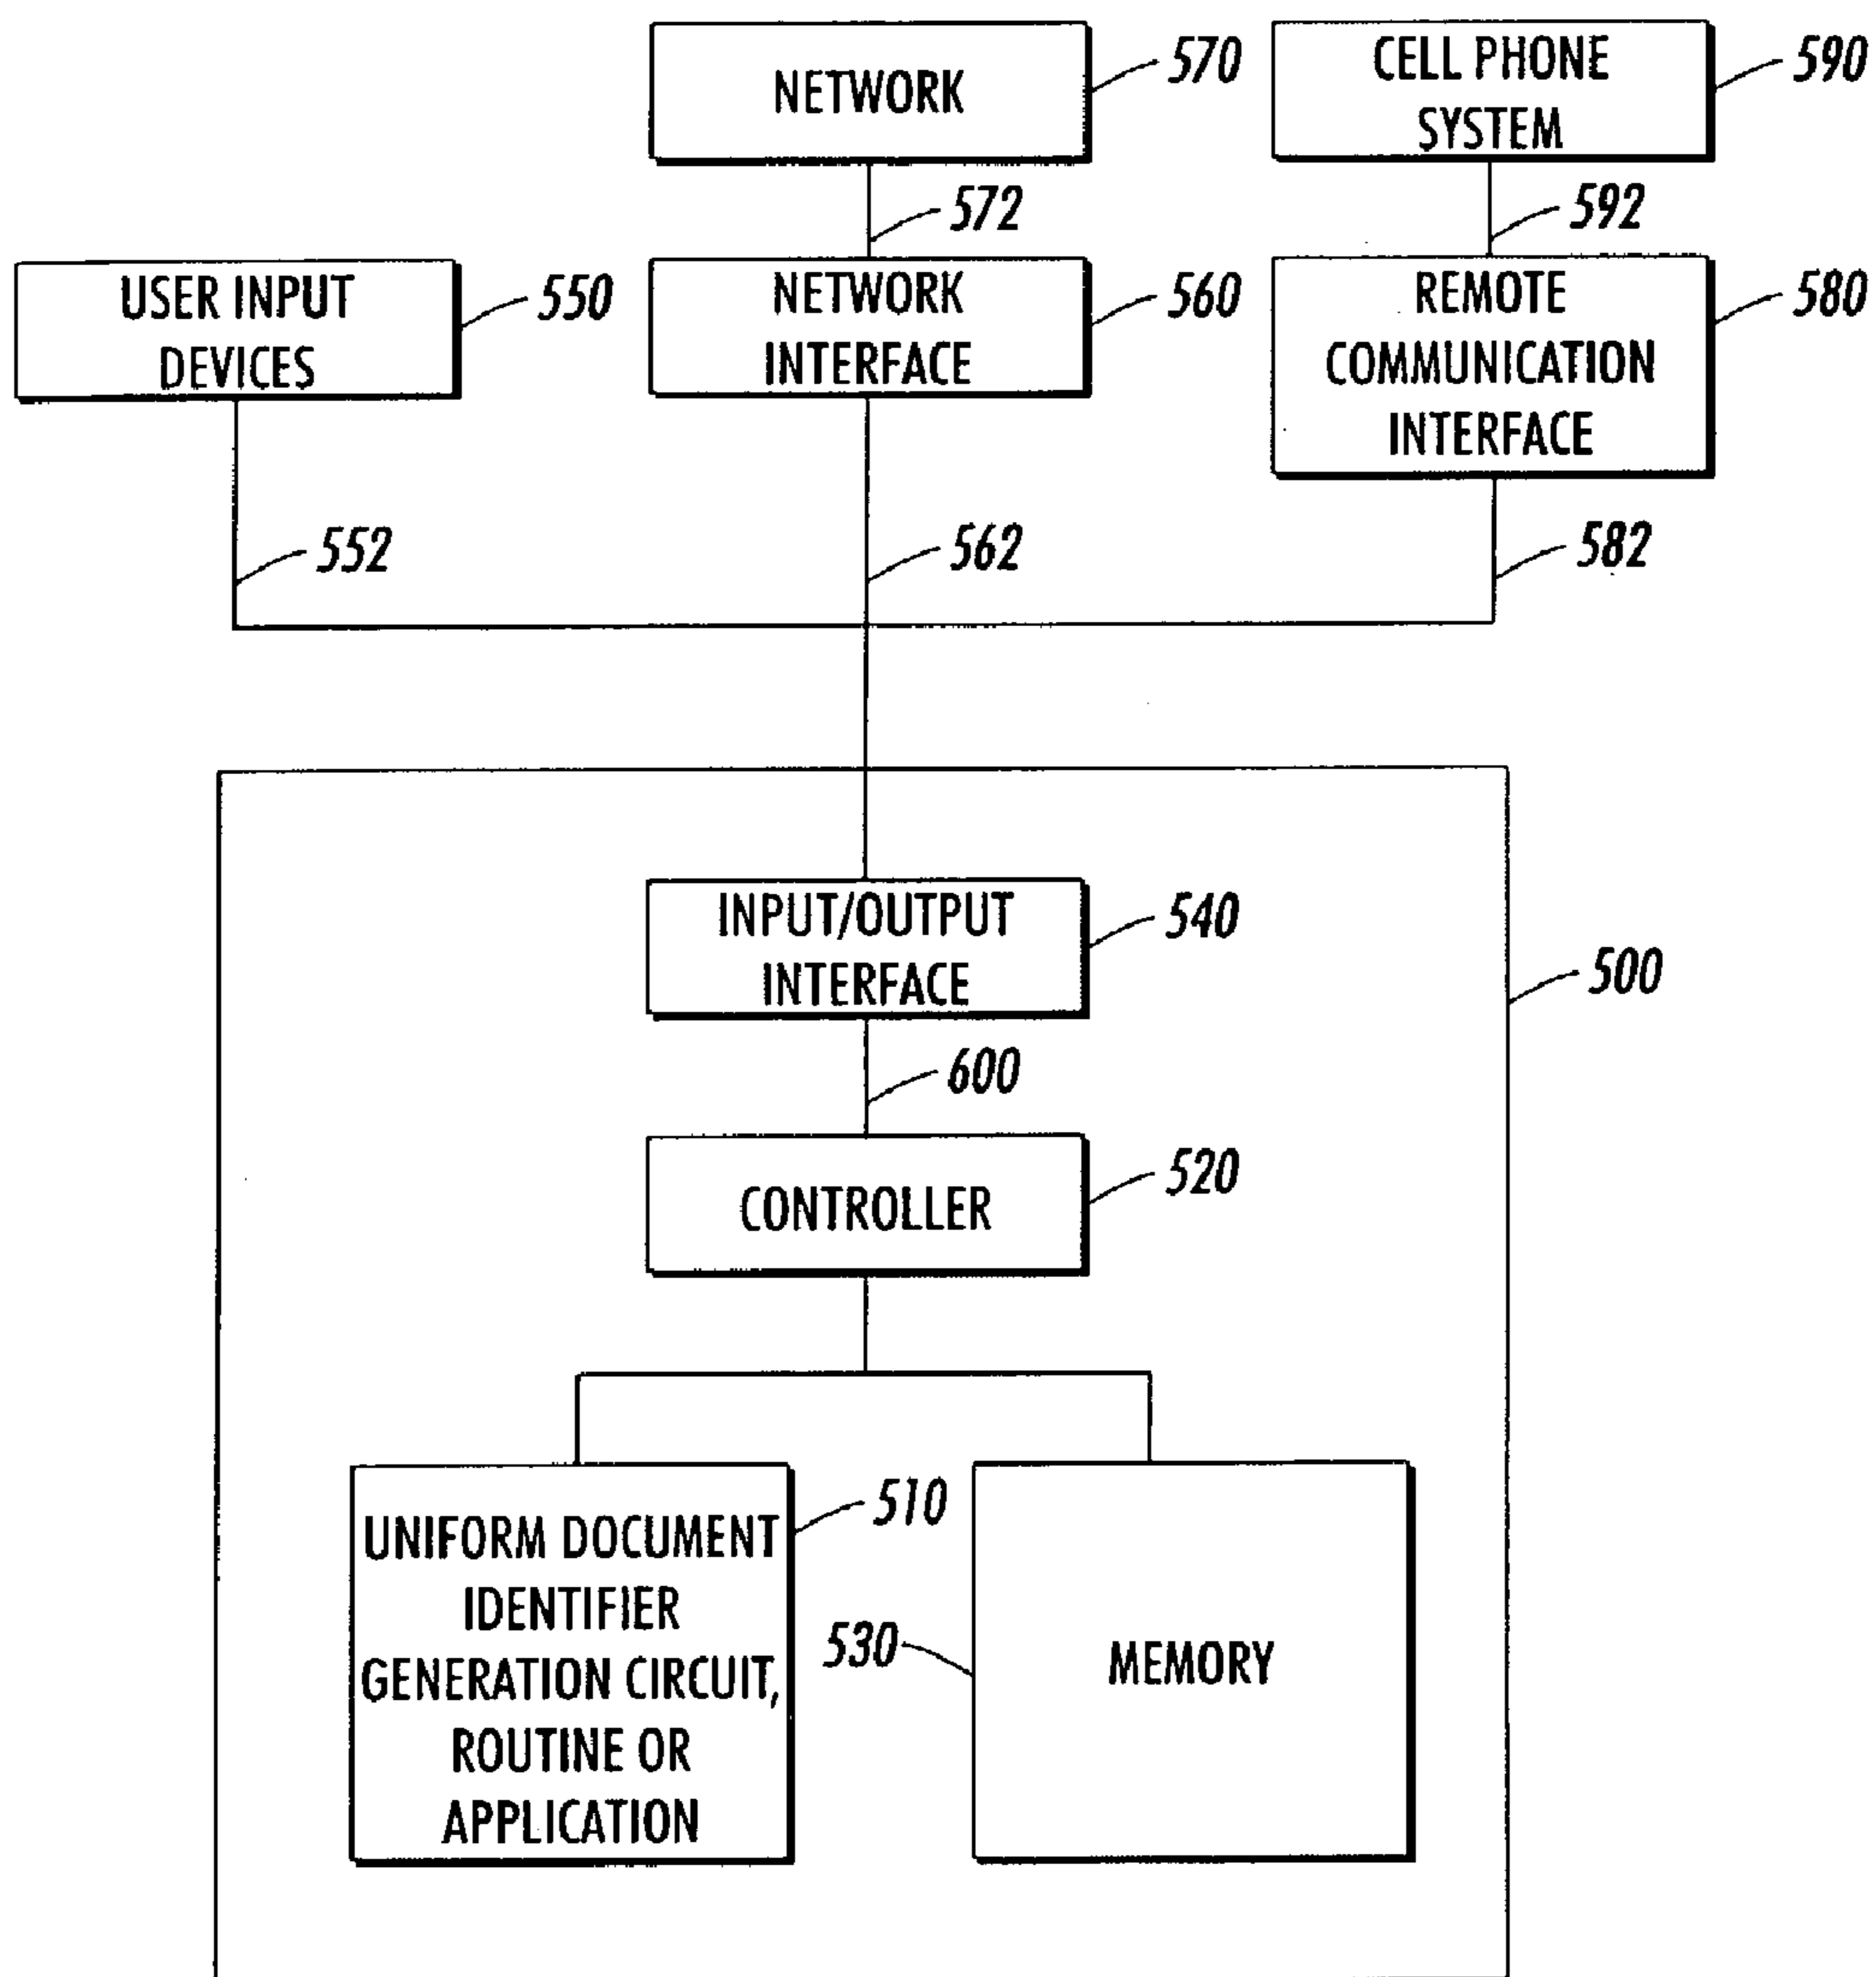 NETWORK
570
CELL PHONE
SYSTEM
590
572
592
USER INPUT
DEVICES
550
NETWORK
INTERFACE
560
REMOTE
COMMUNICATION
INTERFACE
580
552
562
582
INPUT/OUTPUT
INTERFACE
540
500
600
CONTROLLER
520
UNIFORM DOCUMENT
IDENTIFIER
GENERATION CIRCUIT,
ROUTINE OR
APPLICATION
510
530
MEMORY